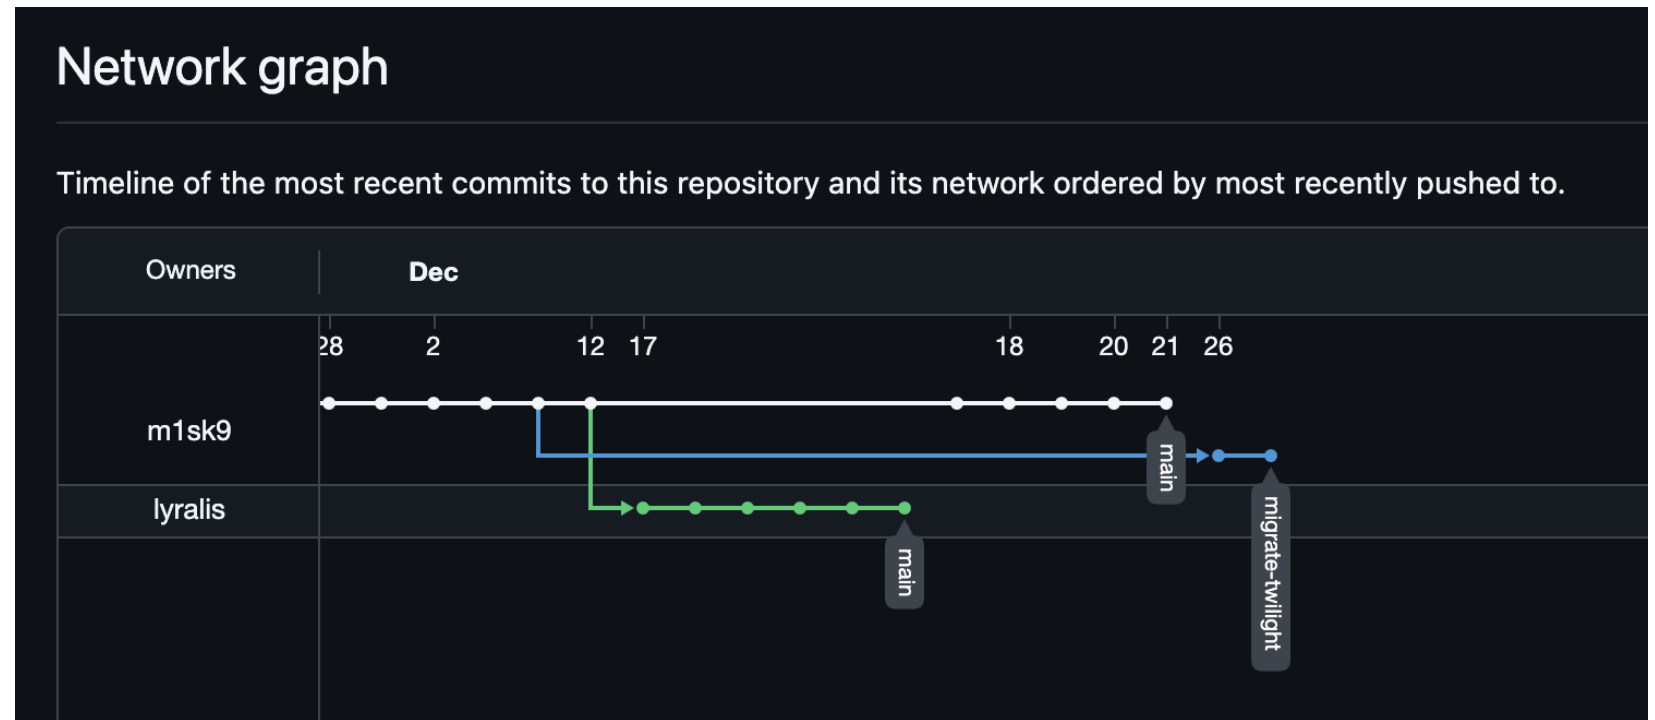 Network graph
Timeline of the most recent commits to this repository and its network ordered by most recently pushed to.
Owners
Dec
28 2 12 17 18 20 21 26
m1sk9
main
lyralis
main
migrate-twilight